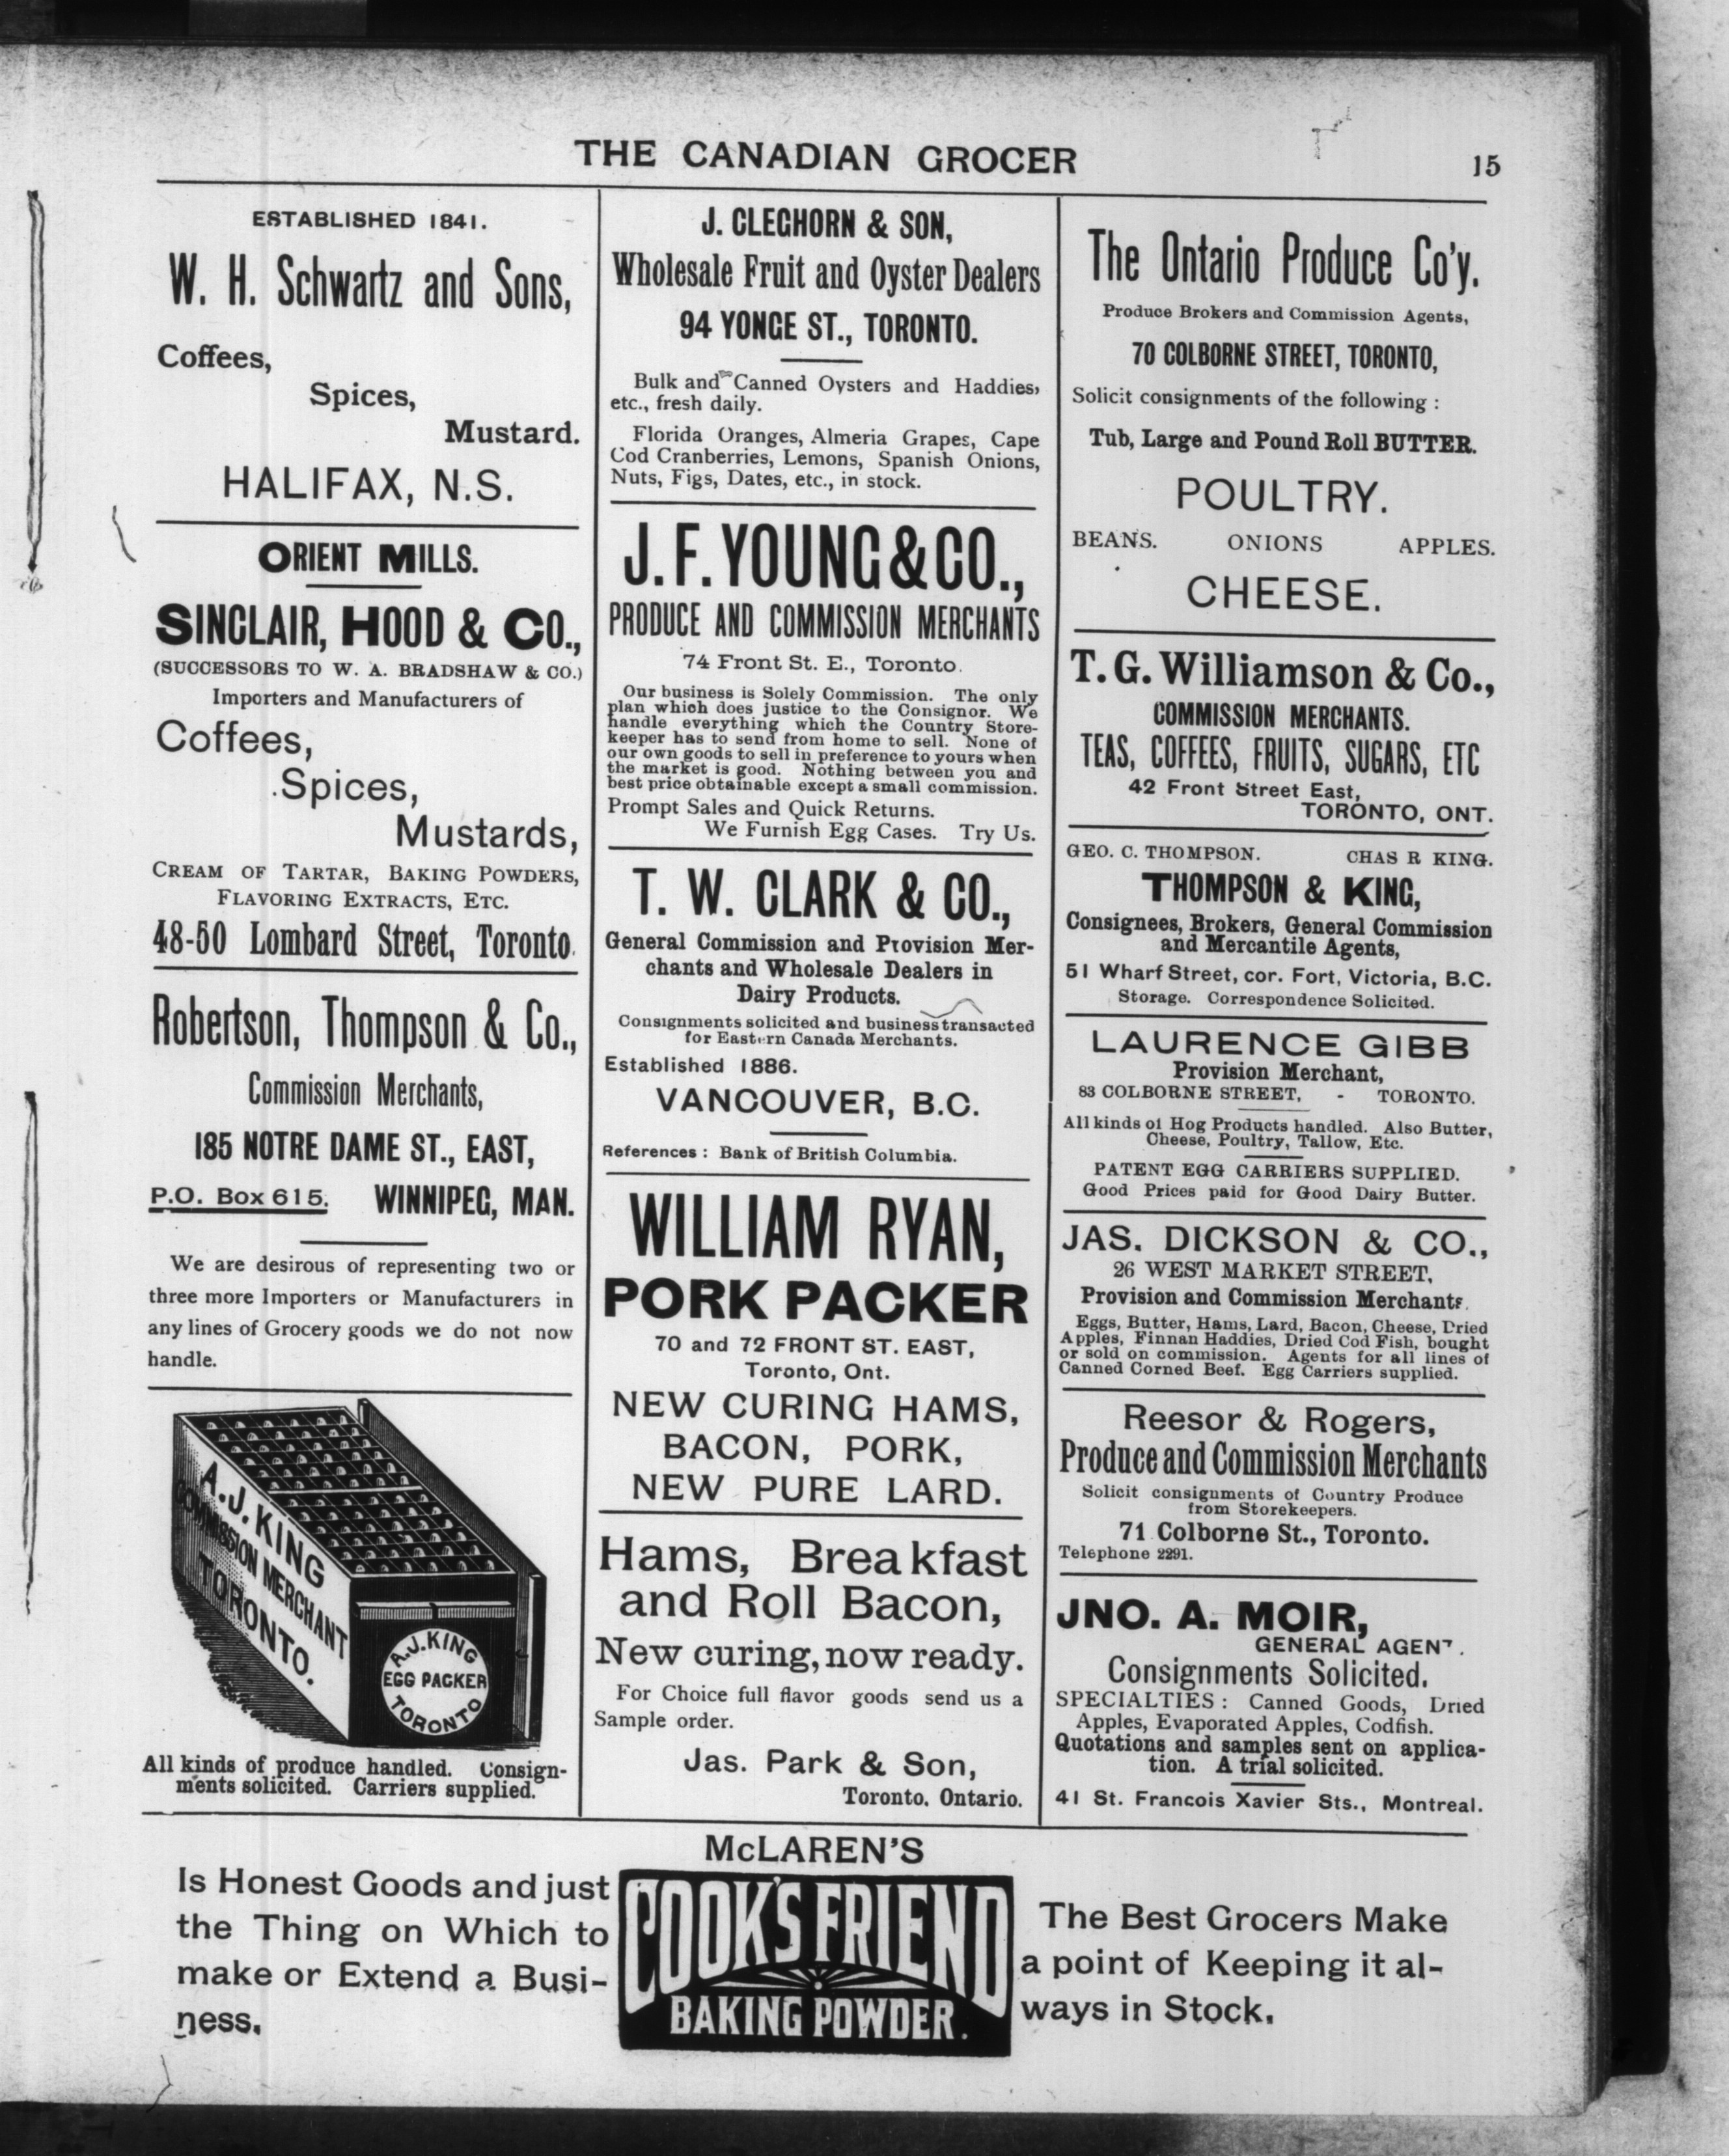 THE CANADIAN GROCER
15
ESTABLISHED 1841.
W. H. Schwartz and Sons,
Coffees,
Spices,
Mustard.
HALIFAX, N.S.
ORIENT MILLS.
SINCLAIR, HOOD & CO.,
(SUCCESSORS TO W. A. BRADSHAW & CO.)
Importers and Manufacturers of
Coffees,
Spices,
Mustards,
CREAM OF TARTAR, BAKING POWDERS,
FLAVORING EXTRACTS, ETC.
48-50 Lombard Street, Toronto.
Robertson, Thompson & Co.,
Commission Merchants,
185 NOTRE DAME ST., EAST,
P.O. Box 615. WINNIPEG, MAN.
We are desirous of representing two or
three more Importers or Manufacturers in
any lines of Grocery goods we do not now
handle.
A.J. KING
COMMISSION MERCHANT
TORONTO.
A.J. KING
EGG PACKER
TORONTO
All kinds of produce handled. Consign-
ments solicited. Carriers supplied.
J. CLEGHORN & SON,
Wholesale Fruit and Oyster Dealers
94 YONGE ST., TORONTO.
Bulk and Canned Oysters and Haddies,
etc., fresh daily.
Florida Oranges, Almeria Grapes, Cape
Cod Cranberries, Lemons, Spanish Onions,
Nuts, Figs, Dates, etc., in stock.
J. F. YOUNG & CO.,
PRODUCE AND COMMISSION MERCHANTS
74 Front St. E., Toronto.
Our business is Solely Commission. The only
plan which does justice to the Consignor. We
handle everything which the Country Store-
keeper has to send from home to sell. None of
our own goods to sell in preference to yours when
the market is good. Nothing between you and
best price obtainable except a small commission.
Prompt Sales and Quick Returns.
We Furnish Egg Cases. Try Us.
T. W. CLARK & CO.,
General Commission and Provision Mer-
chants and Wholesale Dealers in
Dairy Products.
Consignments solicited and business transacted
for Eastern Canada Merchants.
Established 1886.
VANCOUVER, B.C.
References: Bank of British Columbia.
WILLIAM RYAN,
PORK PACKER
70 and 72 FRONT ST. EAST,
Toronto, Ont.
NEW CURING HAMS,
BACON, PORK,
NEW PURE LARD.
Hams, Breakfast
and Roll Bacon,
New curing, now ready.
For Choice full flavor goods send us a
Sample order.
Jas. Park & Son,
Toronto. Ontario.
The Ontario Produce Co'y.
Produce Brokers and Commission Agents,
70 COLBORNE STREET, TORONTO,
Solicit consignments of the following :
Tub, Large and Pound Roll BUTTER.
POULTRY.
BEANS. ONIONS APPLES.
CHEESE.
T. G. Williamson & Co.,
COMMISSION MERCHANTS.
TEAS, COFFEES, FRUITS, SUGARS, ETC
42 Front Street East,
TORONTO, ONT.
GEO. C. THOMPSON. CHAS R KING.
THOMPSON & KING,
Consignees, Brokers, General Commission
and Mercantile Agents,
51 Wharf Street, cor. Fort, Victoria, B.C.
Storage. Correspondence Solicited.
LAURENCE GIBB
Provision Merchant,
83 COLBORNE STREET, - TORONTO.
All kinds of Hog Products handled. Also Butter,
Cheese, Poultry, Tallow, Etc.
PATENT EGG CARRIERS SUPPLIED.
Good Prices paid for Good Dairy Butter.
JAS. DICKSON & CO.,
26 WEST MARKET STREET,
Provision and Commission Merchants.
Eggs, Butter, Hams, Lard, Bacon, Cheese, Dried
Apples, Finnan Haddies, Dried Cod Fish, bought
or sold on commission. Agents for all lines of
Canned Corned Beef. Egg Carriers supplied.
Reesor & Rogers,
Produce and Commission Merchants
Solicit consignments of Country Produce
from Storekeepers.
71 Colborne St., Toronto.
Telephone 2291.
JNO. A. MOIR,
GENERAL AGENT.
Consignments Solicited.
SPECIALTIES: Canned Goods, Dried
Apples, Evaporated Apples, Codfish.
Quotations and samples sent on applica-
tion. A trial solicited.
41 St. Francois Xavier Sts., Montreal.
Is Honest Goods and just
the Thing on Which to
make or Extend a Busi-
ness.
McLAREN'S
COOK'S FRIEND
BAKING POWDER.
The Best Grocers Make
a point of Keeping it al-
ways in Stock.